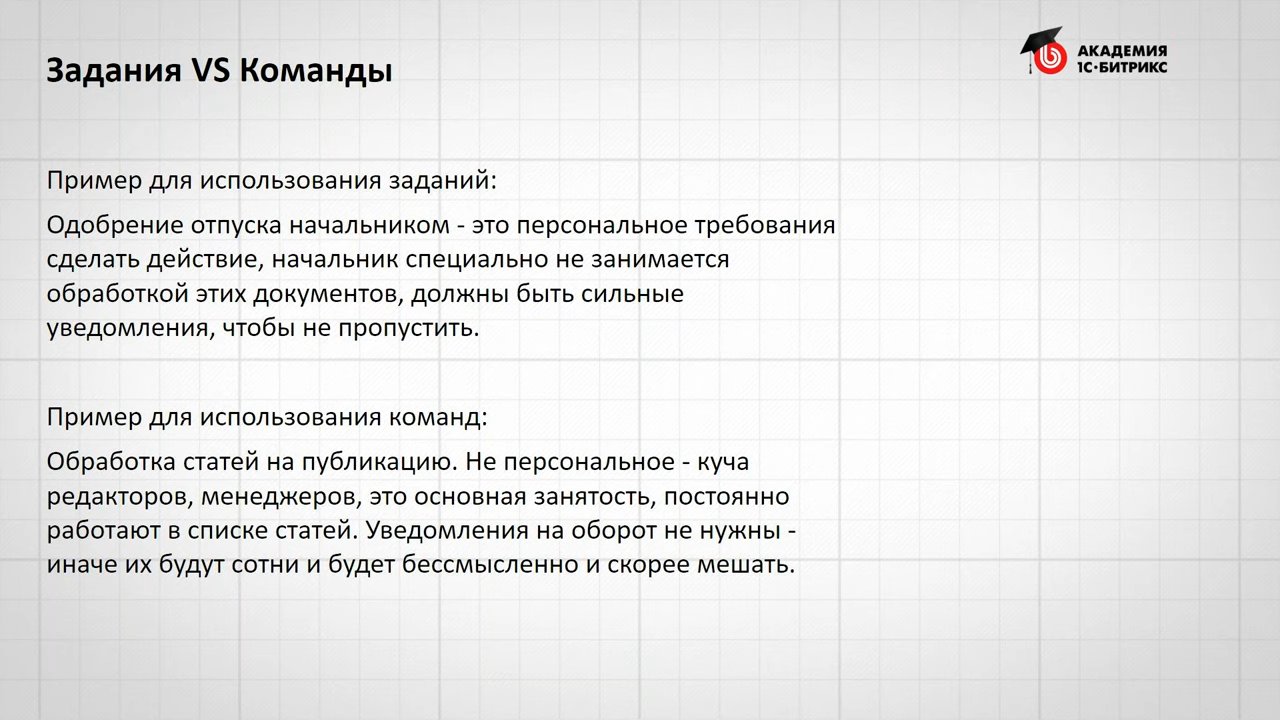 Задания VS Команды
АКАДЕМИЯ
1С·БИТРИКС
Пример для использования заданий:
Одобрение отпуска начальником - это персональное требования
сделать действие, начальник специально не занимается
обработкой этих документов, должны быть сильные
уведомления, чтобы не пропустить.
Пример для использования команд:
Обработка статей на публикацию. Не персональное - куча
редакторов, менеджеров, это основная занятость, постоянно
работают в списке статей. Уведомления на оборот не нужны -
иначе их будут сотни и будет бессмысленно и скорее мешать.